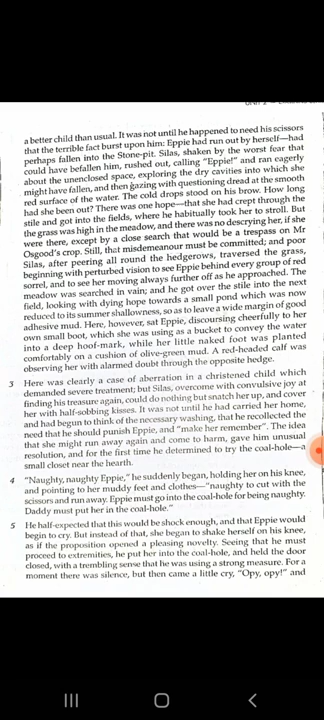 a better child than usual. It was not until he happened to need his scissors
that the terrible fact burst upon him: Eppie had run out by herself—had
perhaps fallen into the Stone-pit. Silas, shaken by the worst fear that
could have befallen him, rushed out, calling "Eppie!" and ran eagerly
about the unenclosed space, exploring the dry cavities into which she
might have fallen, and then gazing with questioning dread at the smooth
red surface of the water. The cold drops stood on his brow. How long
had she been out? There was one hope—that she had crept through the
stile and got into the fields, where he habitually took her to stroll. But
the grass was high in the meadow, and there was no descrying her, if she
were there, except by a close search that would be a trespass on Mr
Osgood's crop. Still, that misdemeanour must be committed; and poor
Silas, after peering all round the hedgerows, traversed the grass,
beginning with perturbed vision to see Eppie behind every group of red
sorrel, and to see her moving always further off as he approached. The
meadow was searched in vain; and he got over the stile into the next
field, looking with dying hope towards a small pond which was now
reduced to its summer shallowness, so as to leave a wide margin of good
adhesive mud. Here, however, sat Eppie, discoursing cheerfully to her
own small boot, which she was using as a bucket to convey the water
into a deep hoof-mark, while her little naked foot was planted
comfortably on a cushion of olive-green mud. A red-headed calf was
observing her with alarmed doubt through the opposite hedge.
3 Here was clearly a case of aberration in a christened child which
demanded severe treatment; but Silas, overcome with convulsive joy at
finding his treasure again, could do nothing but snatch her up, and cover
her with half-sobbing kisses. It was not until he had carried her home,
and had begun to think of the necessary washing, that he recollected the
need that he should punish Eppie, and "make her remember". The idea
that she might run away again and come to harm, gave him unusual
resolution, and for the first time he determined to try the coal-hole—a
small closet near the hearth.
4 "Naughty, naughty Eppie," he suddenly began, holding her on his knee,
and pointing to her muddy feet and clothes—"naughty to cut with the
scissors and run away. Eppie must go into the coal-hole for being naughty.
Daddy must put her in the coal-hole."
5 He half-expected that this would be shock enough, and that Eppie would
begin to cry. But instead of that, she began to shake herself on his knee,
as if the proposition opened a pleasing novelty. Seeing that he must
proceed to extremities, he put her into the coal-hole, and held the door
closed, with a trembling sense that he was using a strong measure. For a
moment there was silence, but then came a little cry, "Opy, opy!" and